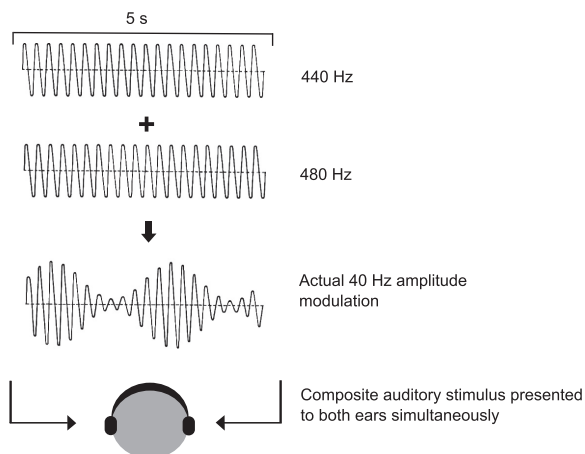 5 s
440 Hz
+
480 Hz
Actual 40 Hz amplitude
modulation
Composite auditory stimulus presented
to both ears simultaneously